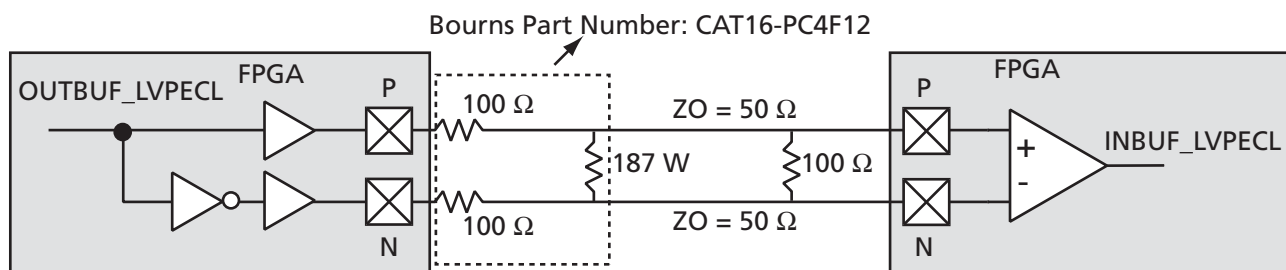 Bourns Part Number: CAT16-PC4F12
FPGA
OUTBUF_LVPECL
P
100 Ω
187 W
100 Ω
N
ZO = 50 Ω
100 Ω
ZO = 50 Ω
FPGA
P
+
-
N
INBUF_LVPECL